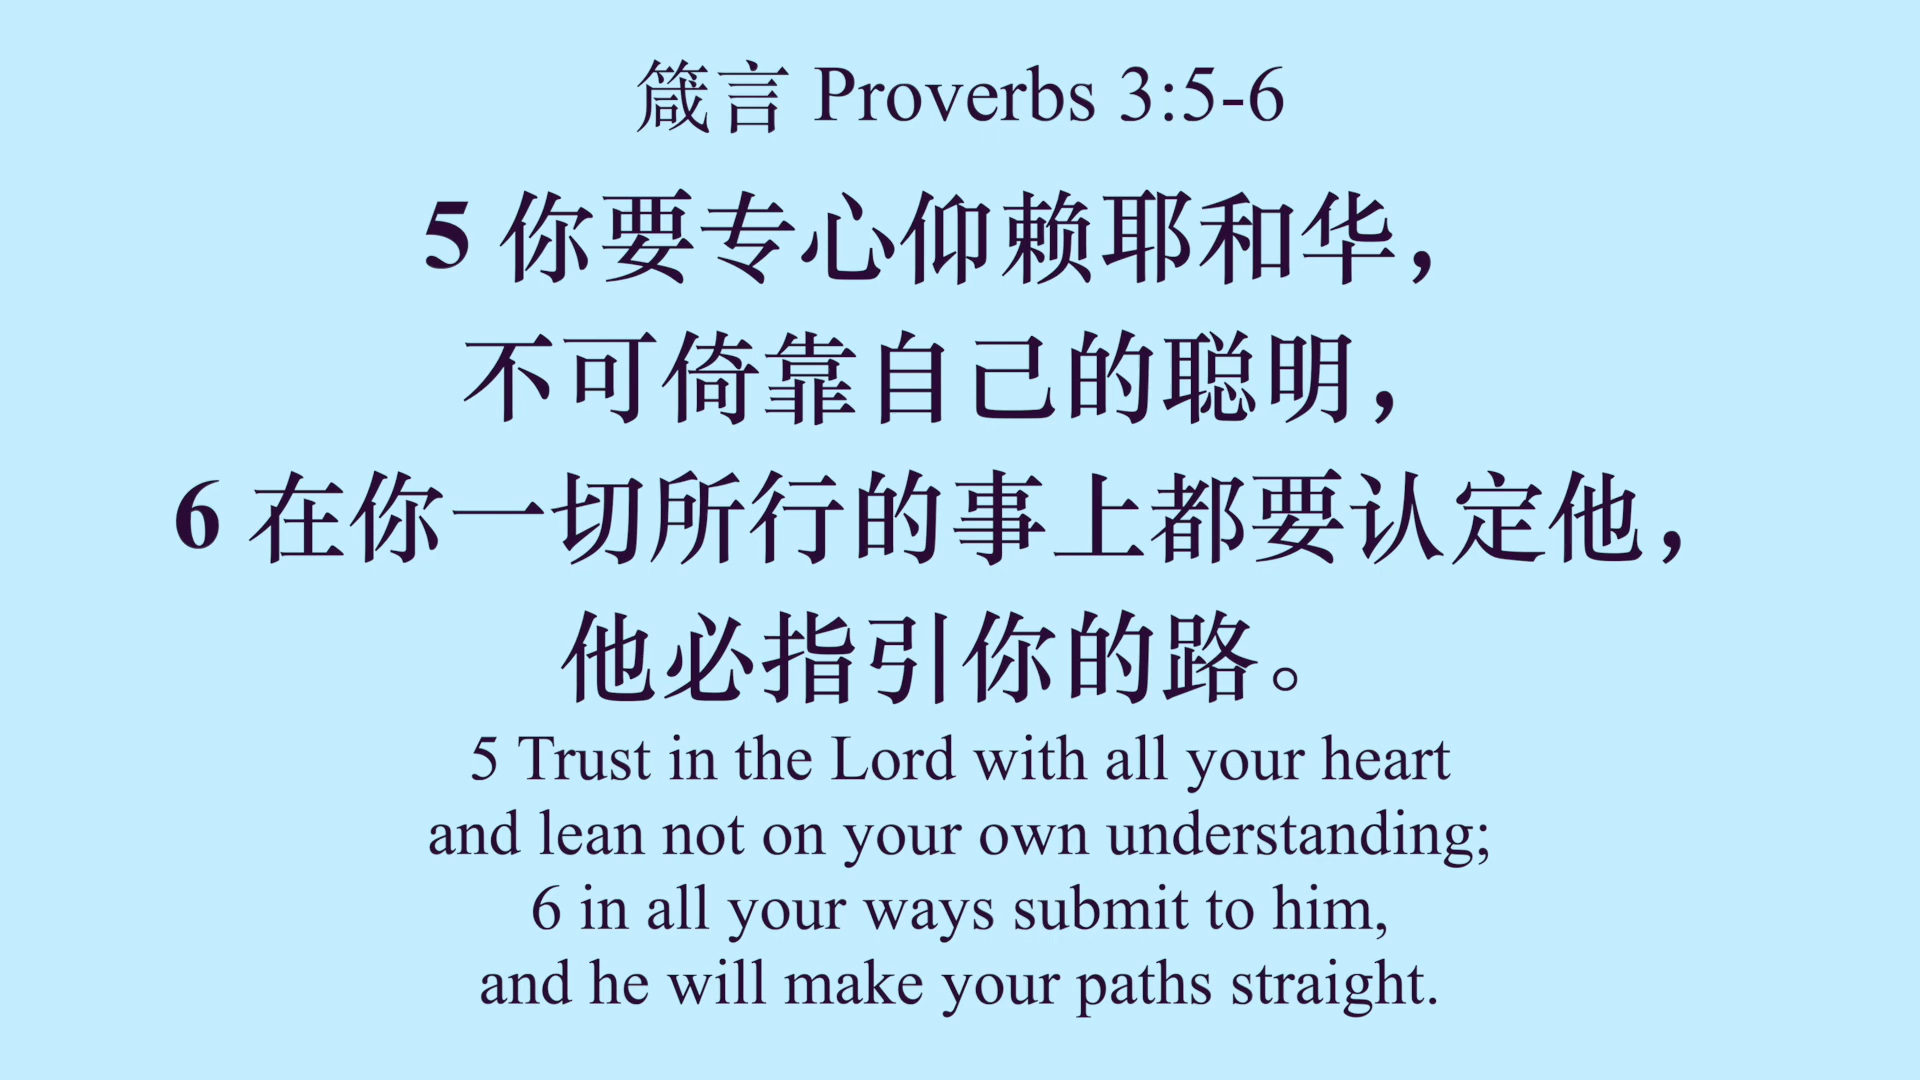 箴言 Proverbs 3:5-6
5 你要专心仰赖耶和华，
不可倚靠自己的聪明，
6 在你一切所行的事上都要认定他，
他必指引你的路。
5 Trust in the Lord with all your heart
and lean not on your own understanding;
6 in all your ways submit to him,
and he will make your paths straight.